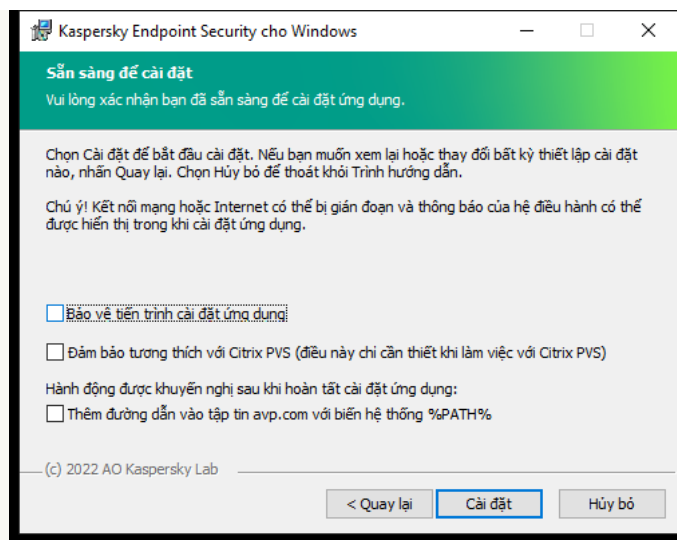 Kaspersky Endpoint Security cho Windows
Sẵn sàng để cài đặt
Vui lòng xác nhận bạn đã sẵn sàng để cài đặt ứng dụng.
Chọn Cài đặt để bắt đầu cài đặt. Nếu bạn muốn xem lại hoặc thay đổi bất kỳ thiết lập cài đặt
nào, nhấn Quay lại. Chọn Hủy bỏ để thoát khỏi Trình hướng dẫn.
Chú ý! Kết nối mạng hoặc Internet có thể bị gián đoạn và thông báo của hệ điều hành có thể
được hiển thị trong khi cài đặt ứng dụng.
Bảo vệ tiến trình cài đặt ứng dụng
Đảm bảo tương thích với Citrix PVS (điều này chỉ cần thiết khi làm việc với Citrix PVS)
Hành động được khuyến nghị sau khi hoàn tất cài đặt ứng dụng:
Thêm đường dẫn vào tập tin avp.com với biến hệ thống %PATH%
(c) 2022 AO Kaspersky Lab
< Quay lại Cài đặt Hủy bỏ